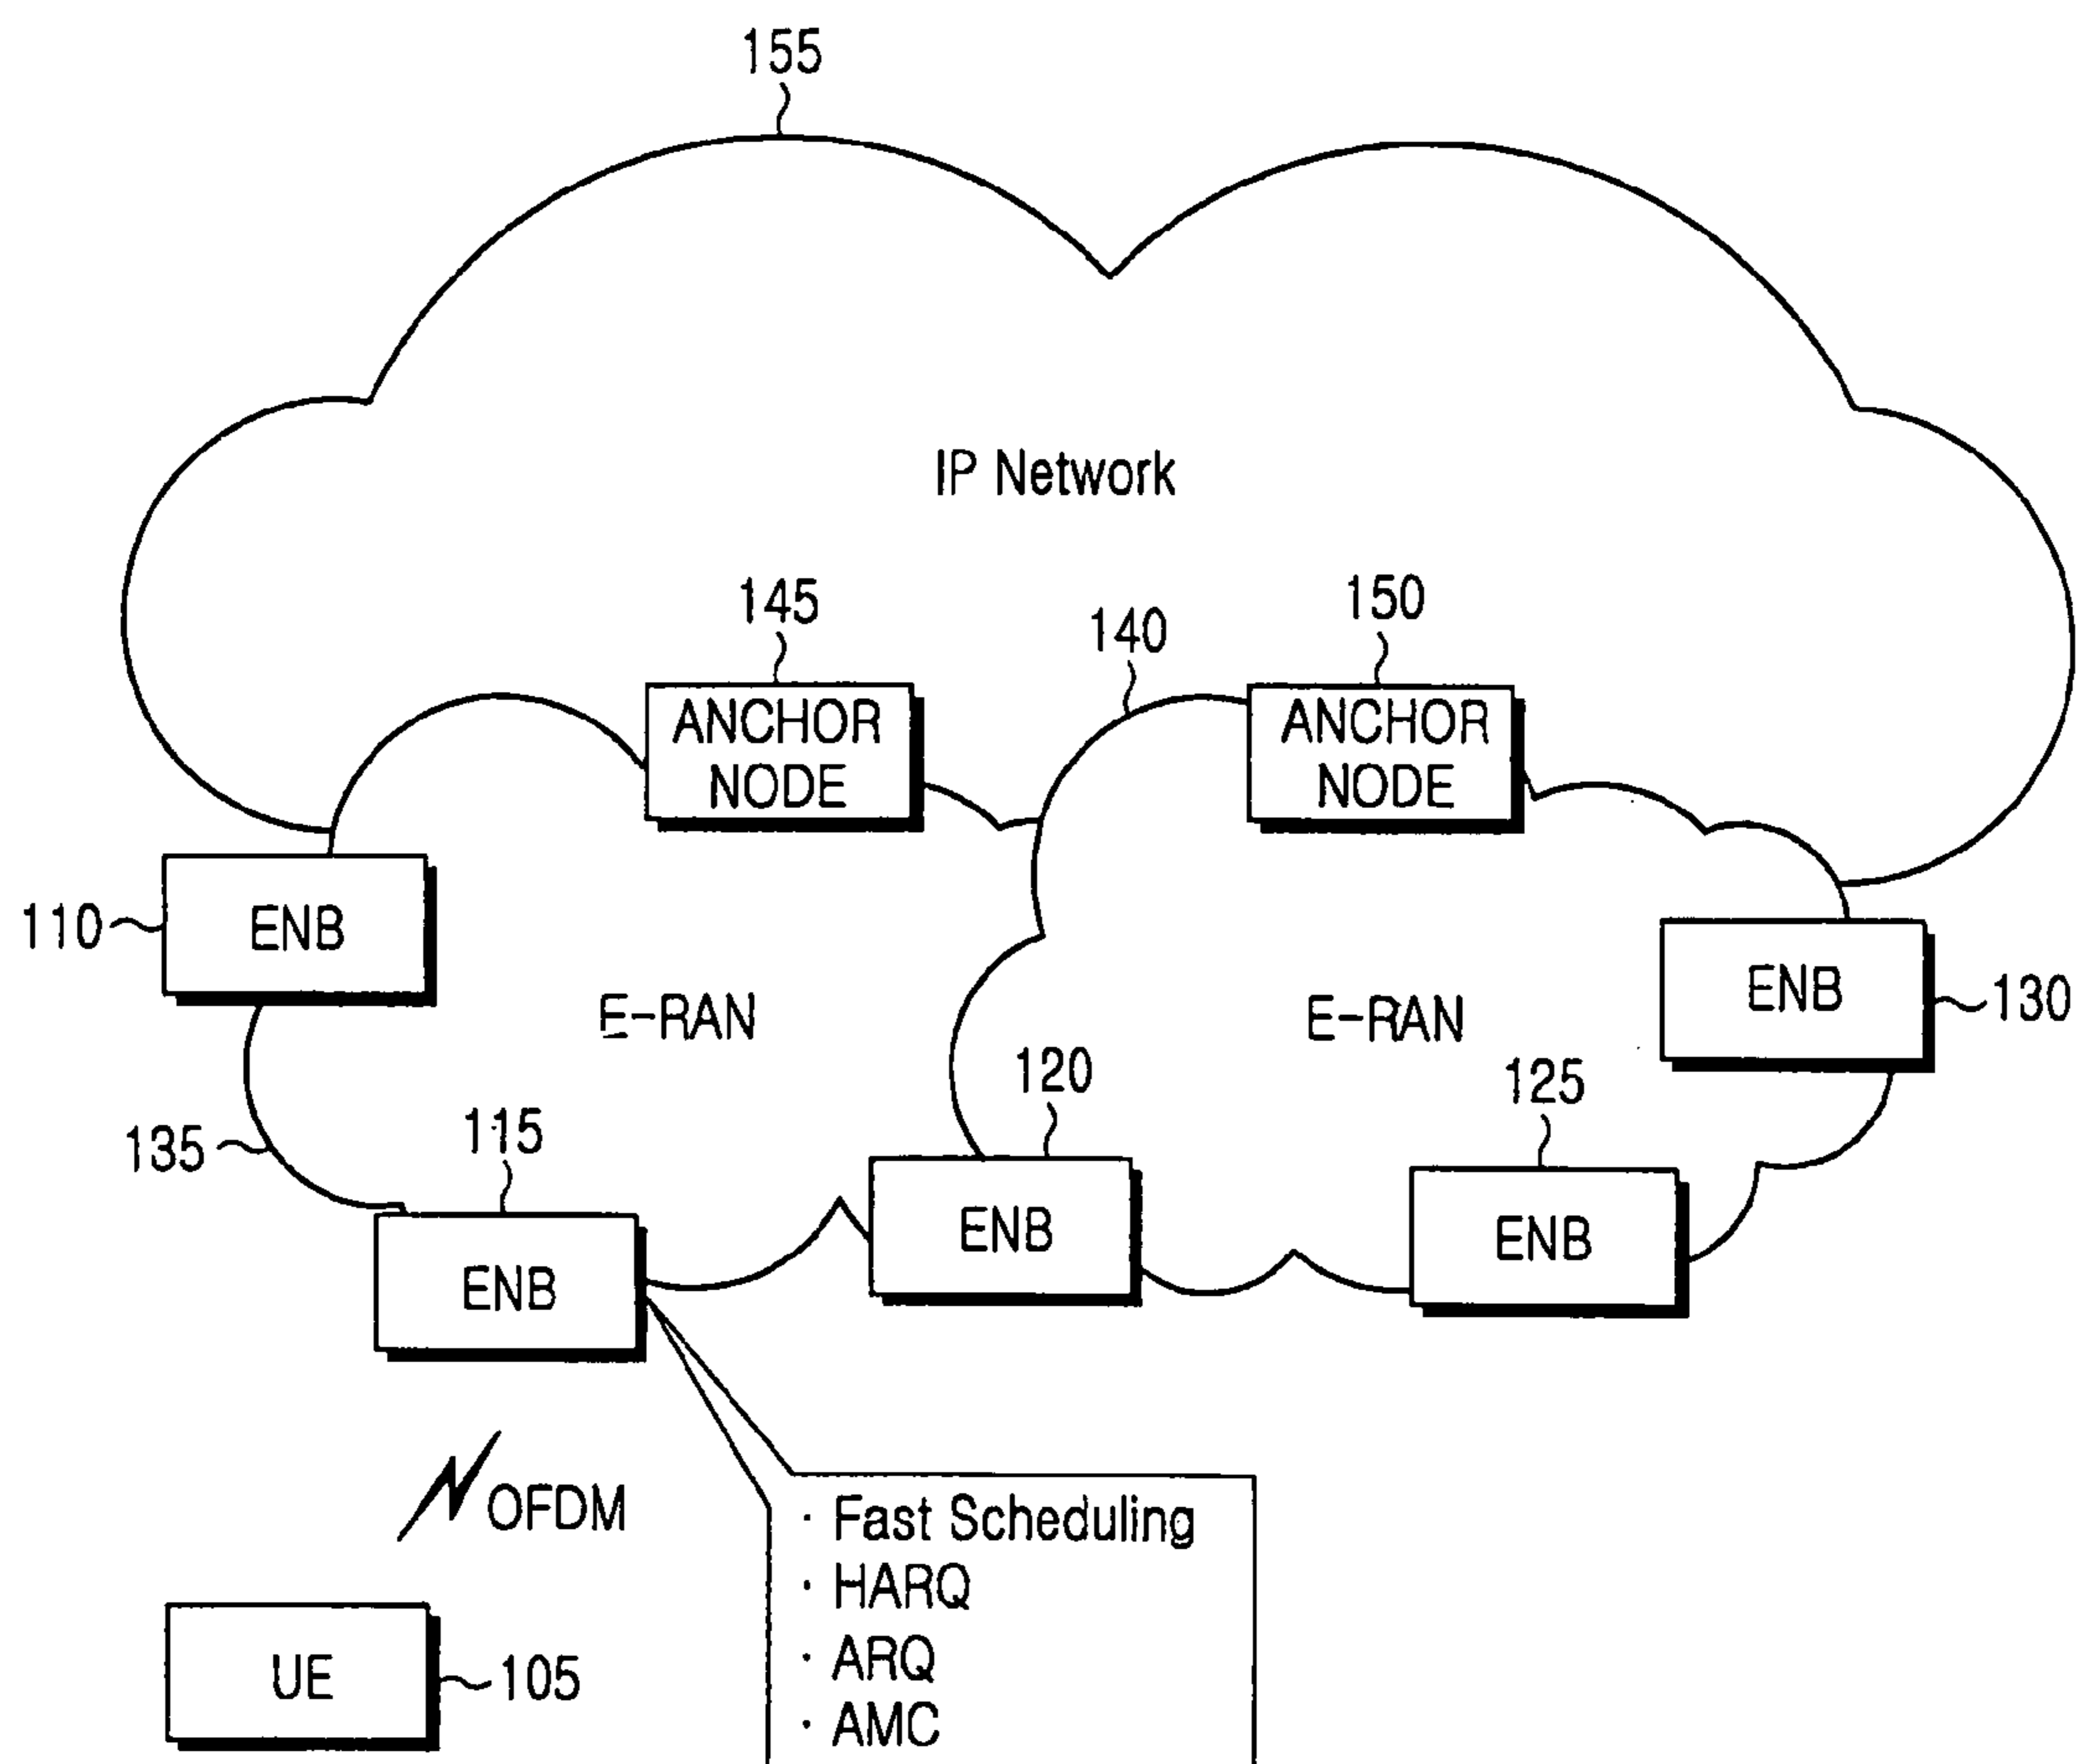 155
IP Network
145
140
150
ANCHOR
NODE
ANCHOR
NODE
110
ENB
E-RAN
E-RAN
ENB
130
120
125
135
115
ENB
ENB
ENB
OFDM
· Fast Scheduling
· HARQ
· ARQ
· AMC
UE
105